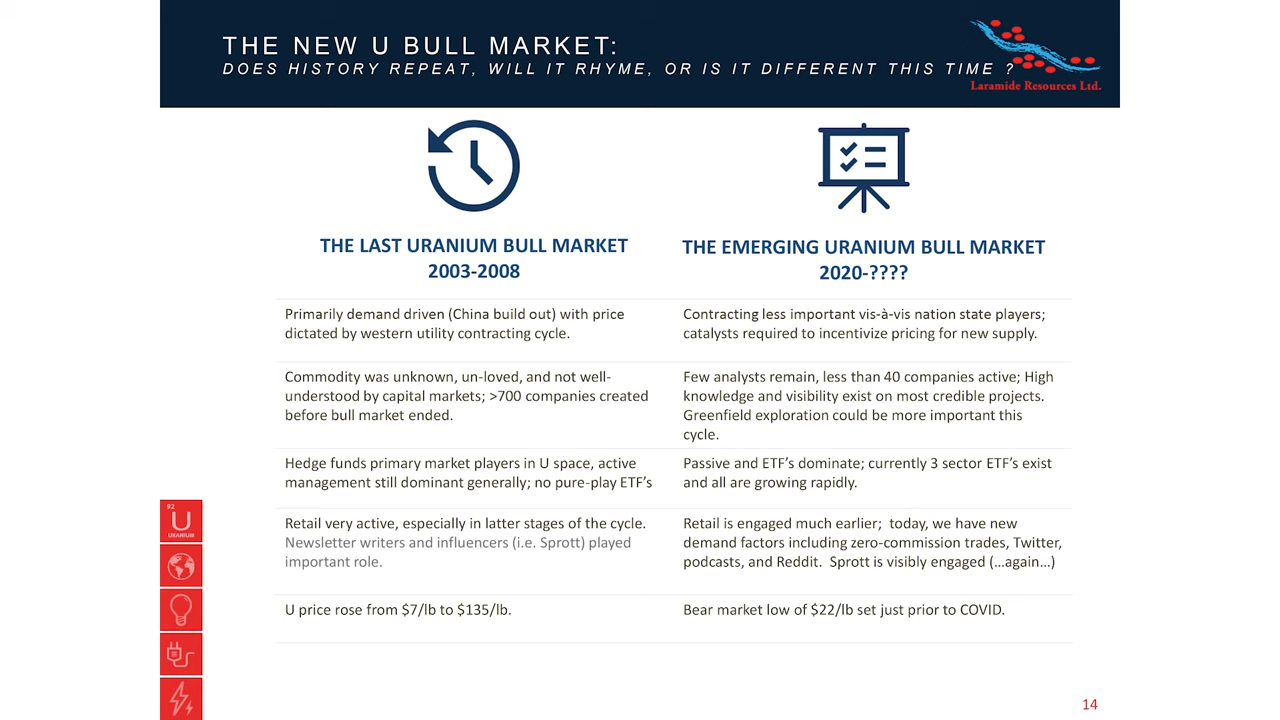 THE NEW U BULL MARKET:
DOES HISTORY REPEAT, WILL IT RHYME, OR IS IT DIFFERENT THIS TIME ?
Laramide Resources Ltd.
THE LAST URANIUM BULL MARKET
2003-2008
THE EMERGING URANIUM BULL MARKET
2020-????
Primarily demand driven (China build out) with price
dictated by western utility contracting cycle.
Contracting less important vis-à-vis nation state players;
catalysts required to incentivize pricing for new supply.
Commodity was unknown, un-loved, and not well-
understood by capital markets; >700 companies created
before bull market ended.
Few analysts remain, less than 40 companies active; High
knowledge and visibility exist on most credible projects.
Greenfield exploration could be more important this
cycle.
Hedge funds primary market players in U space, active
management still dominant generally; no pure-play ETF’s
Passive and ETF’s dominate; currently 3 sector ETF’s exist
and all are growing rapidly.
Retail very active, especially in latter stages of the cycle.
Newsletter writers and influencers (i.e. Sprott) played
important role.
Retail is engaged much earlier; today, we have new
demand factors including zero-commission trades, Twitter,
podcasts, and Reddit. Sprott is visibly engaged (…again…)
U price rose from $7/lb to $135/lb.
Bear market low of $22/lb set just prior to COVID.
92
U
URANIUM
14